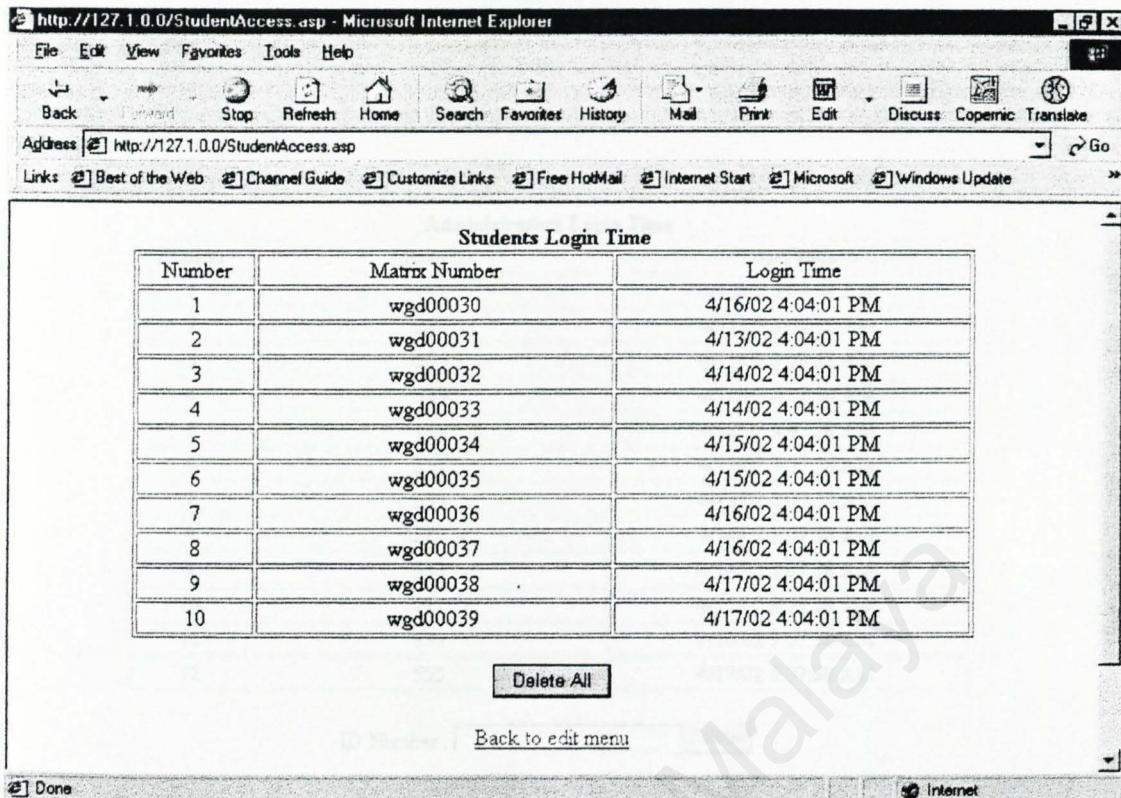 http://127.1.0.0/StudentAccess.asp - Microsoft Internet Explorer
File Edit View Favorites Tools Help
Back Forward Stop Refresh Home Search Favorites History Mail Print Edit Discuss Copernic Translate
Address http://127.1.0.0/StudentAccess.asp Go
Links Best of the Web Channel Guide Customize Links Free HotMail Internet Start Microsoft Windows Update »
Students Login Time
Number Matrix Number Login Time
1 wgd00030 4/16/02 4:04:01 PM
2 wgd00031 4/13/02 4:04:01 PM
3 wgd00032 4/14/02 4:04:01 PM
4 wgd00033 4/14/02 4:04:01 PM
5 wgd00034 4/15/02 4:04:01 PM
6 wgd00035 4/15/02 4:04:01 PM
7 wgd00036 4/16/02 4:04:01 PM
8 wgd00037 4/16/02 4:04:01 PM
9 wgd00038 4/17/02 4:04:01 PM
10 wgd00039 4/17/02 4:04:01 PM
Delete All
Back to edit menu
Malaya
Done Internet